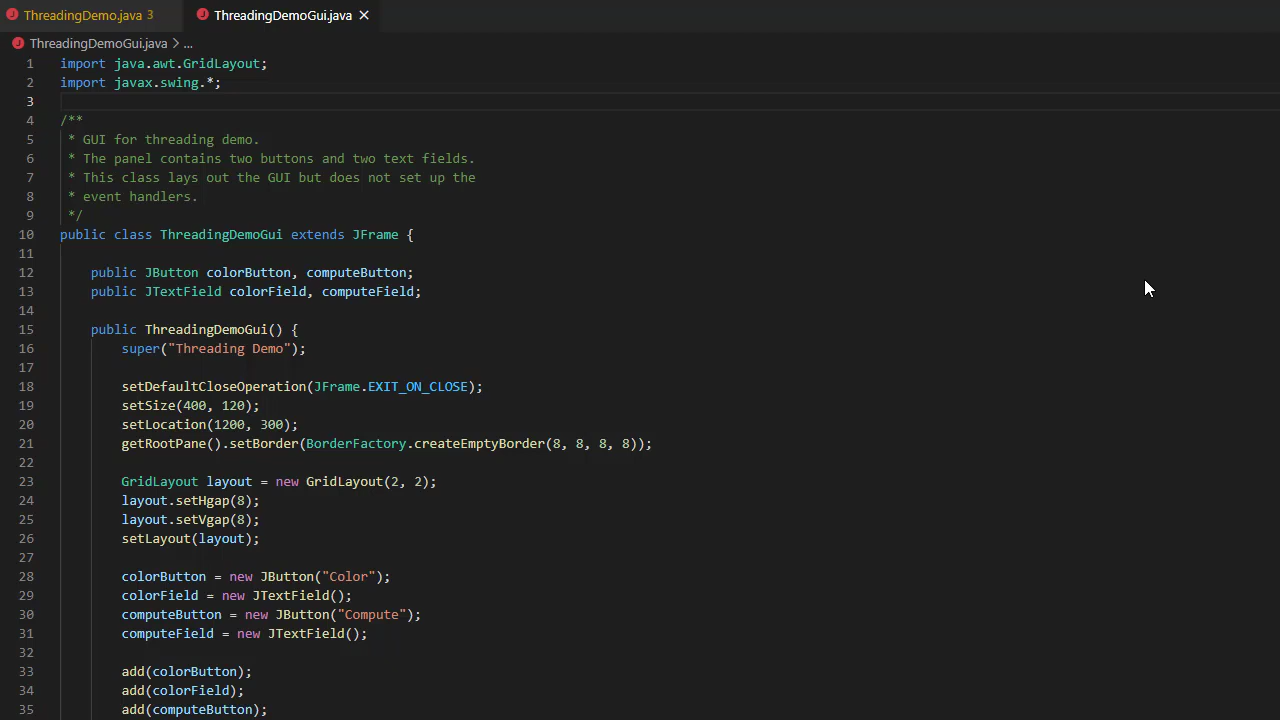 ThreadingDemo.java 3 ThreadingDemoGui.java
ThreadingDemoGui.java > ...
1 import java.awt.GridLayout;
2 import javax.swing.*;
3
4 /**
5 * GUI for threading demo.
6 * The panel contains two buttons and two text fields.
7 * This class lays out the GUI but does not set up the
8 * event handlers.
9 */
10 public class ThreadingDemoGui extends JFrame {
11
12 public JButton colorButton, computeButton;
13 public JTextField colorField, computeField;
14
15 public ThreadingDemoGui() {
16 super("Threading Demo");
17
18 setDefaultCloseOperation(JFrame.EXIT_ON_CLOSE);
19 setSize(400, 120);
20 setLocation(1200, 300);
21 getRootPane().setBorder(BorderFactory.createEmptyBorder(8, 8, 8, 8));
22
23 GridLayout layout = new GridLayout(2, 2);
24 layout.setHgap(8);
25 layout.setVgap(8);
26 setLayout(layout);
27
28 colorButton = new JButton("Color");
29 colorField = new JTextField();
30 computeButton = new JButton("Compute");
31 computeField = new JTextField();
32
33 add(colorButton);
34 add(colorField);
35 add(computeButton);